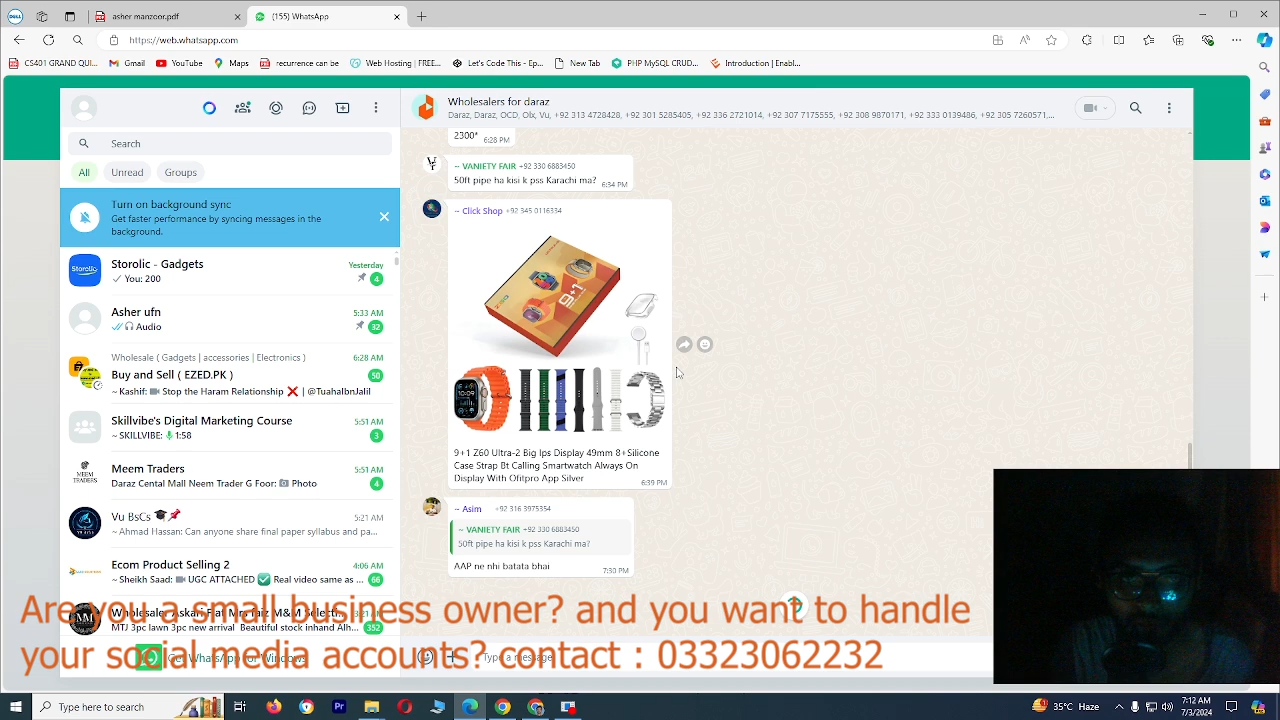 (155) WhatsApp
https://web.whatsapp.com
CS401 GRAND QUI...
Gmail
YouTube
Maps
recurrence can be
Web Hosting | FREE...
Let's Code This - Ep...
New Tab
PHP MySQL CRUD...
Introduction | Enabl...
Search
All
Unread
Groups
Turn on background sync
Get faster performance by syncing messages in the
background.
Storolic - Gadgets
Yesterday
You: 200
4
Asher ufn
5:33 AM
Audio
32
Wholesale ( Gadgets | accessories | Electronics )
6:28 AM
Buy and Sell ( EZED.PK )
50
~ Kashif: Stop the Haram Relationship ❌ | @TuahaIbnJalil
Skillvibe's Digital Marketing Course
5:51 AM
~ SKILLVIBE: 1:58
3
Meem Traders
5:51 AM
Daraz Central Mall Neem Trader G Foor: Photo
4
Vu BsCs
5:21 AM
~ Ahmad Hassan: Can anyone share final paper syllabus and pa...
Ecom Product Selling 2
4:06 AM
~ Sheikh Saad: UGC ATTACHED ✅ Real video same as ...
66
MTJ 3pc lawn 3pc new arrival Beautiful stock inhand Alh...
352
Wholesalers for daraz
Daraz, Daraz, OCD, Olx, Vu, +92 313 4728428, +92 301 5285405, +92 336 2721014, +92 307 7175555, +92 308 9870171, +92 333 0139486, +92 305 7260571,...
2300*
6:28 PM
~ VANIETY FAIR +92 330 6883450
50ft pipe ha kisi k pss Karachi ma?
6:34 PM
~ Click Shop +92 345 0116334
9+1
10:09
9+1 Z60 Ultra-2 Big Ips Display 49mm 8+Silicone
Case Strap Bt Calling Smartwatch Always On
Display With Ofitpro App Silver
6:39 PM
~ Asim +92 316 3975354
~ VANIETY FAIR +92 330 6883450
50ft pipe ha kisi k pss Karachi ma?
AAP ne nhi batata bhai
7:30 PM
Type a message
Are you a small business owner? and you want to handle
your social media accounts? contact : 03323062232
Type here to search
35°C
7:12 AM
7/12/2024